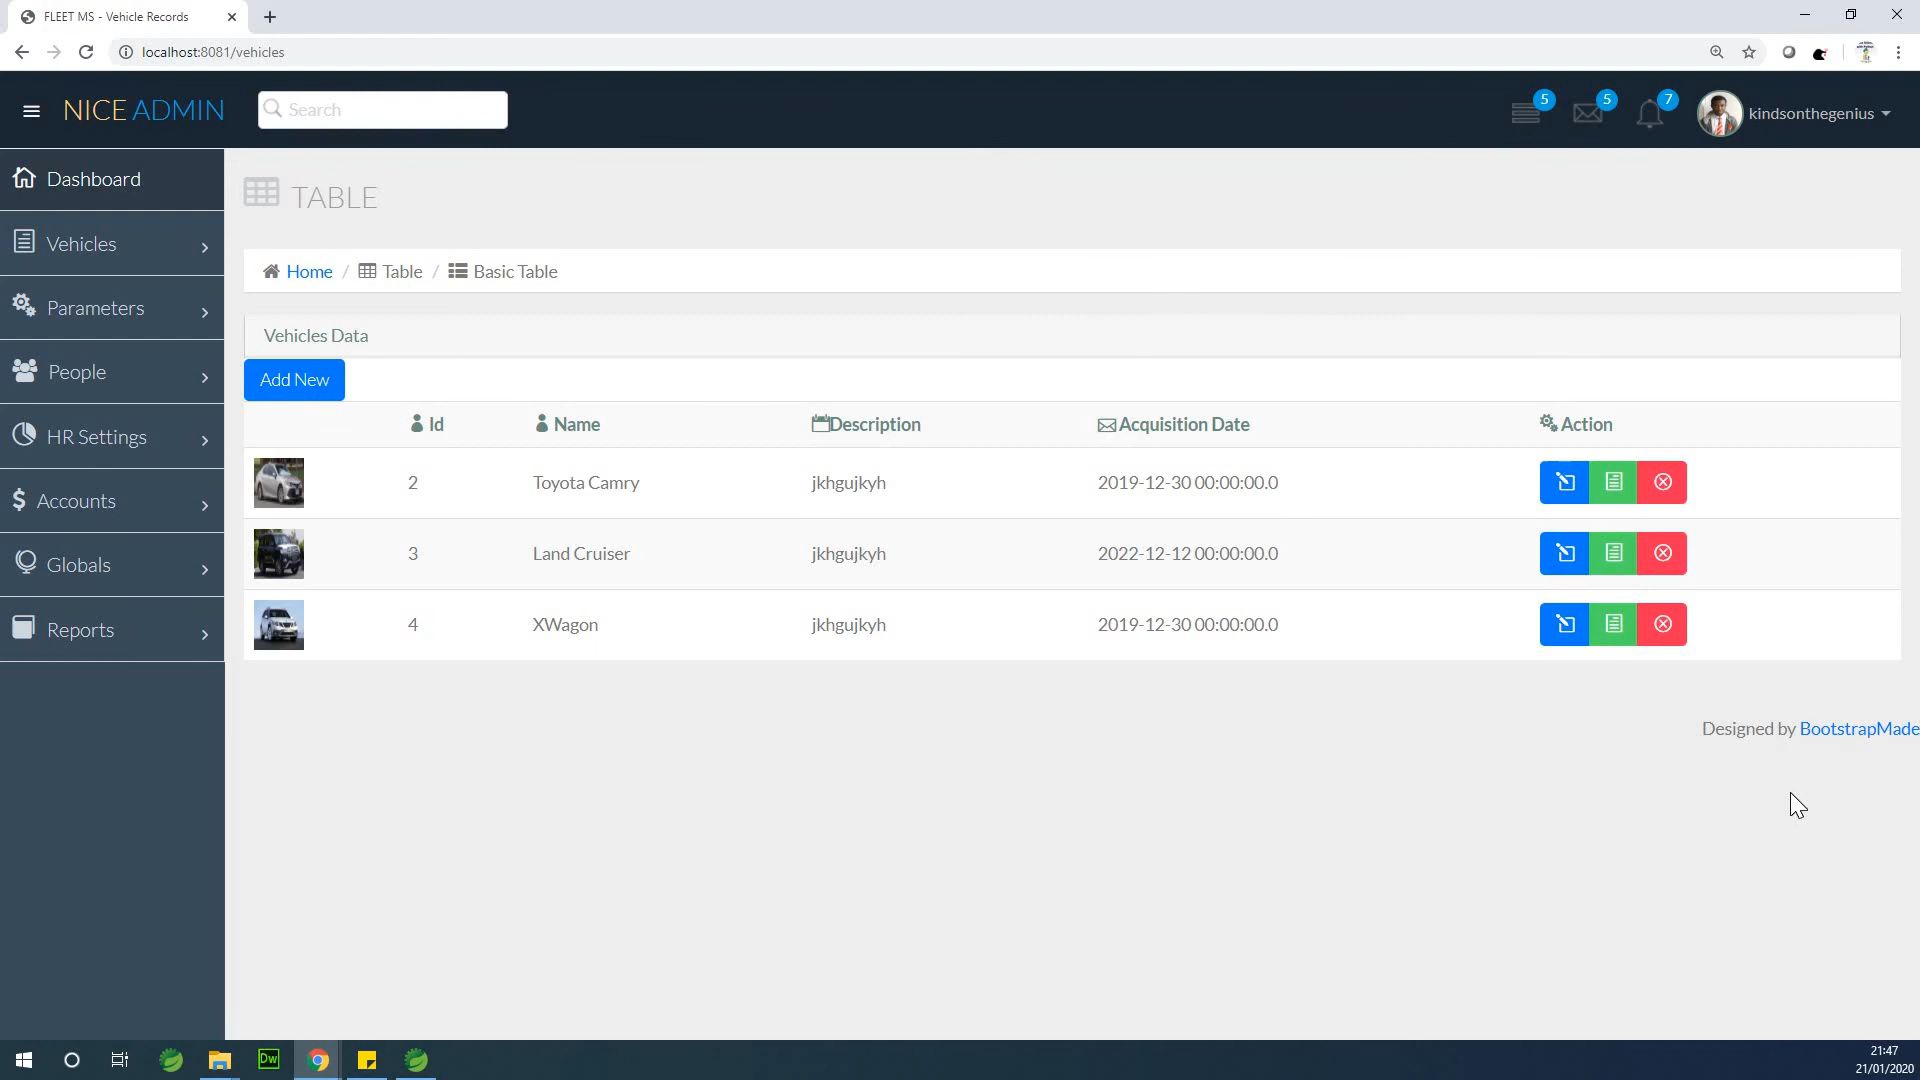 FLEET MS - Vehicle Records
localhost:8081/vehicles
NICE ADMIN
Search
5
5
7
kindsonthegenius
Dashboard
Vehicles
Parameters
People
HR Settings
Accounts
Globals
Reports
TABLE
Home / Table / Basic Table
Vehicles Data
Add New
Id Name Description Acquisition Date Action
2 Toyota Camry jkhgujkyh 2019-12-30 00:00:00.0
3 Land Cruiser jkhgujkyh 2022-12-12 00:00:00.0
4 XWagon jkhgujkyh 2019-12-30 00:00:00.0
Designed by BootstrapMade
Dw
21:47
21/01/2020